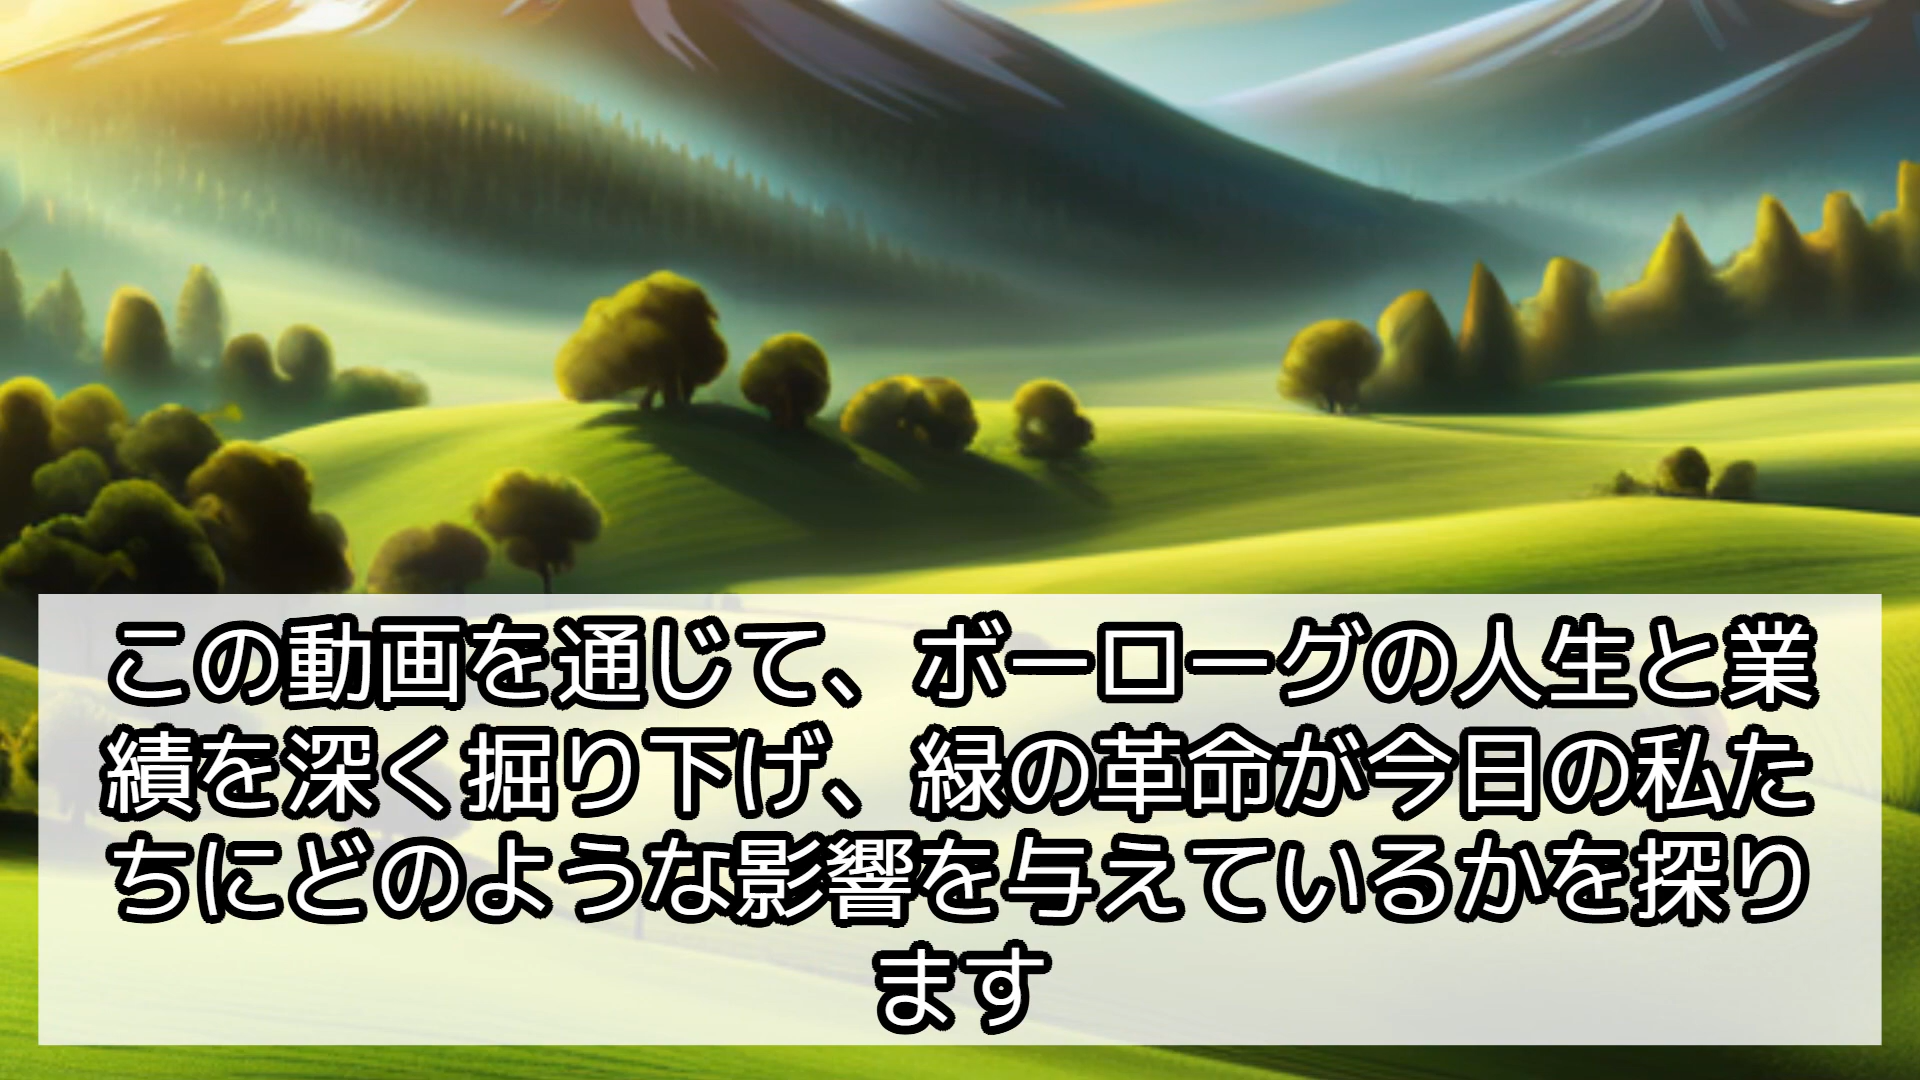 この動画を通じて、ボーローグの人生と業
績を深く掘り下げ、緑の革命が今日の私た
ちにどのような影響を与えているかを探り
ます